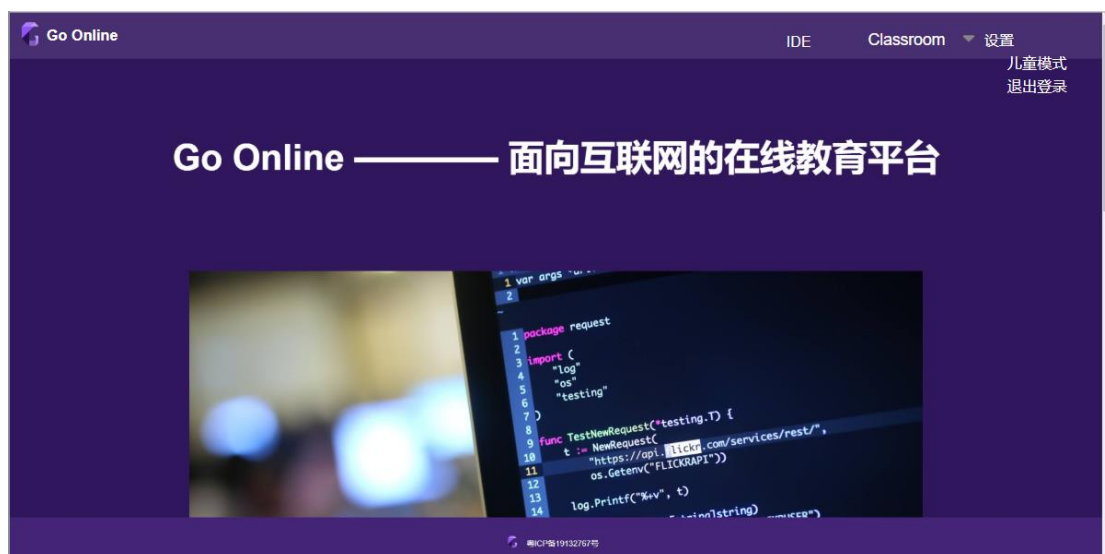 Go Online
IDE
Classroom
设置
儿童模式
退出登录
Go Online ———— 面向互联网的在线教育平台
1 var args
2
~
1 package request
2
3 import (
4 "log"
5 "os"
6 "testing"
7 )
8
9 func TestNewRequest(*testing.T) {
10 t := NewRequest(
11 "https://api.flickr.com/services/rest/",
12 os.Getenv("FLICKRAPI"))
13
14 log.Printf("%+v", t)
粤ICP备19132767号